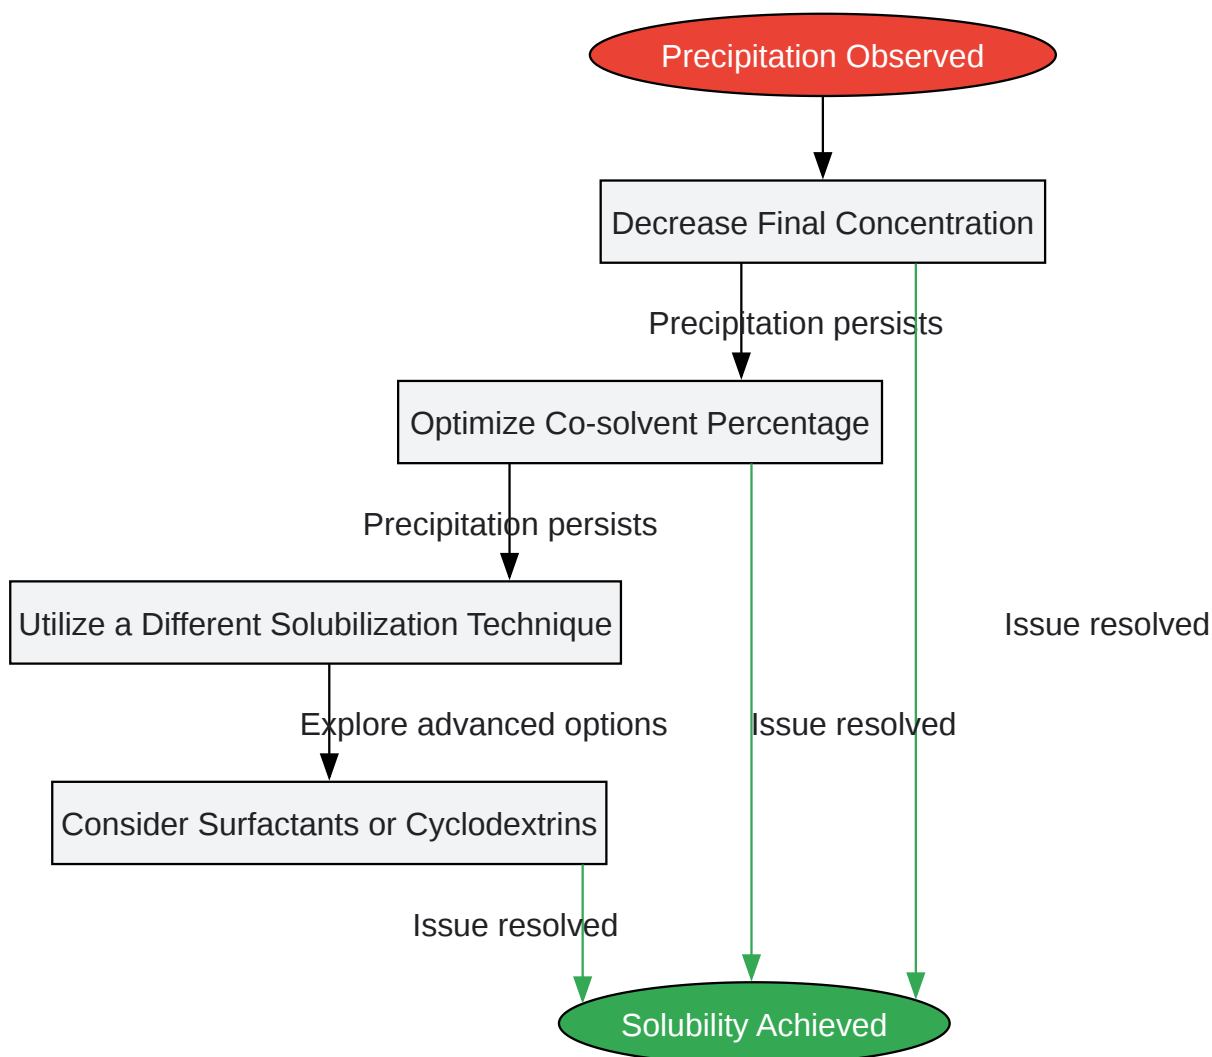 Precipitation Observed
Decrease Final Concentration
Precipitation persists
Optimize Co-solvent Percentage
Precipitation persists
Utilize a Different Solubilization Technique
Issue resolved
Explore advanced options
Issue resolved
Consider Surfactants or Cyclodextrins
Issue resolved
Solubility Achieved